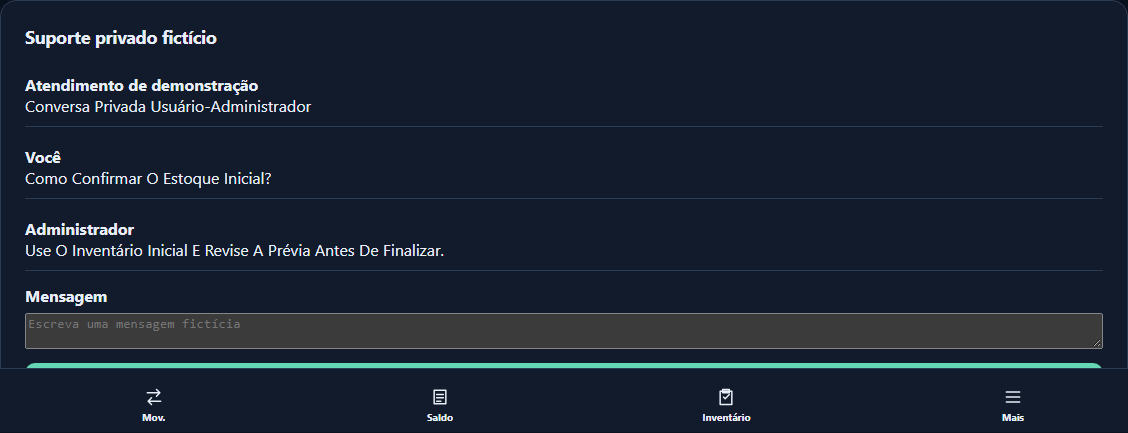 Suporte privado fictício
Atendimento de demonstração
Conversa Privada Usuário-Administrador
Você
Como Confirmar O Estoque Inicial?
Administrador
Use O Inventário Inicial E Revise A Prévia Antes De Finalizar.
Mensagem
Escreva uma mensagem fictícia
Mov.
Saldo
Inventário
Mais